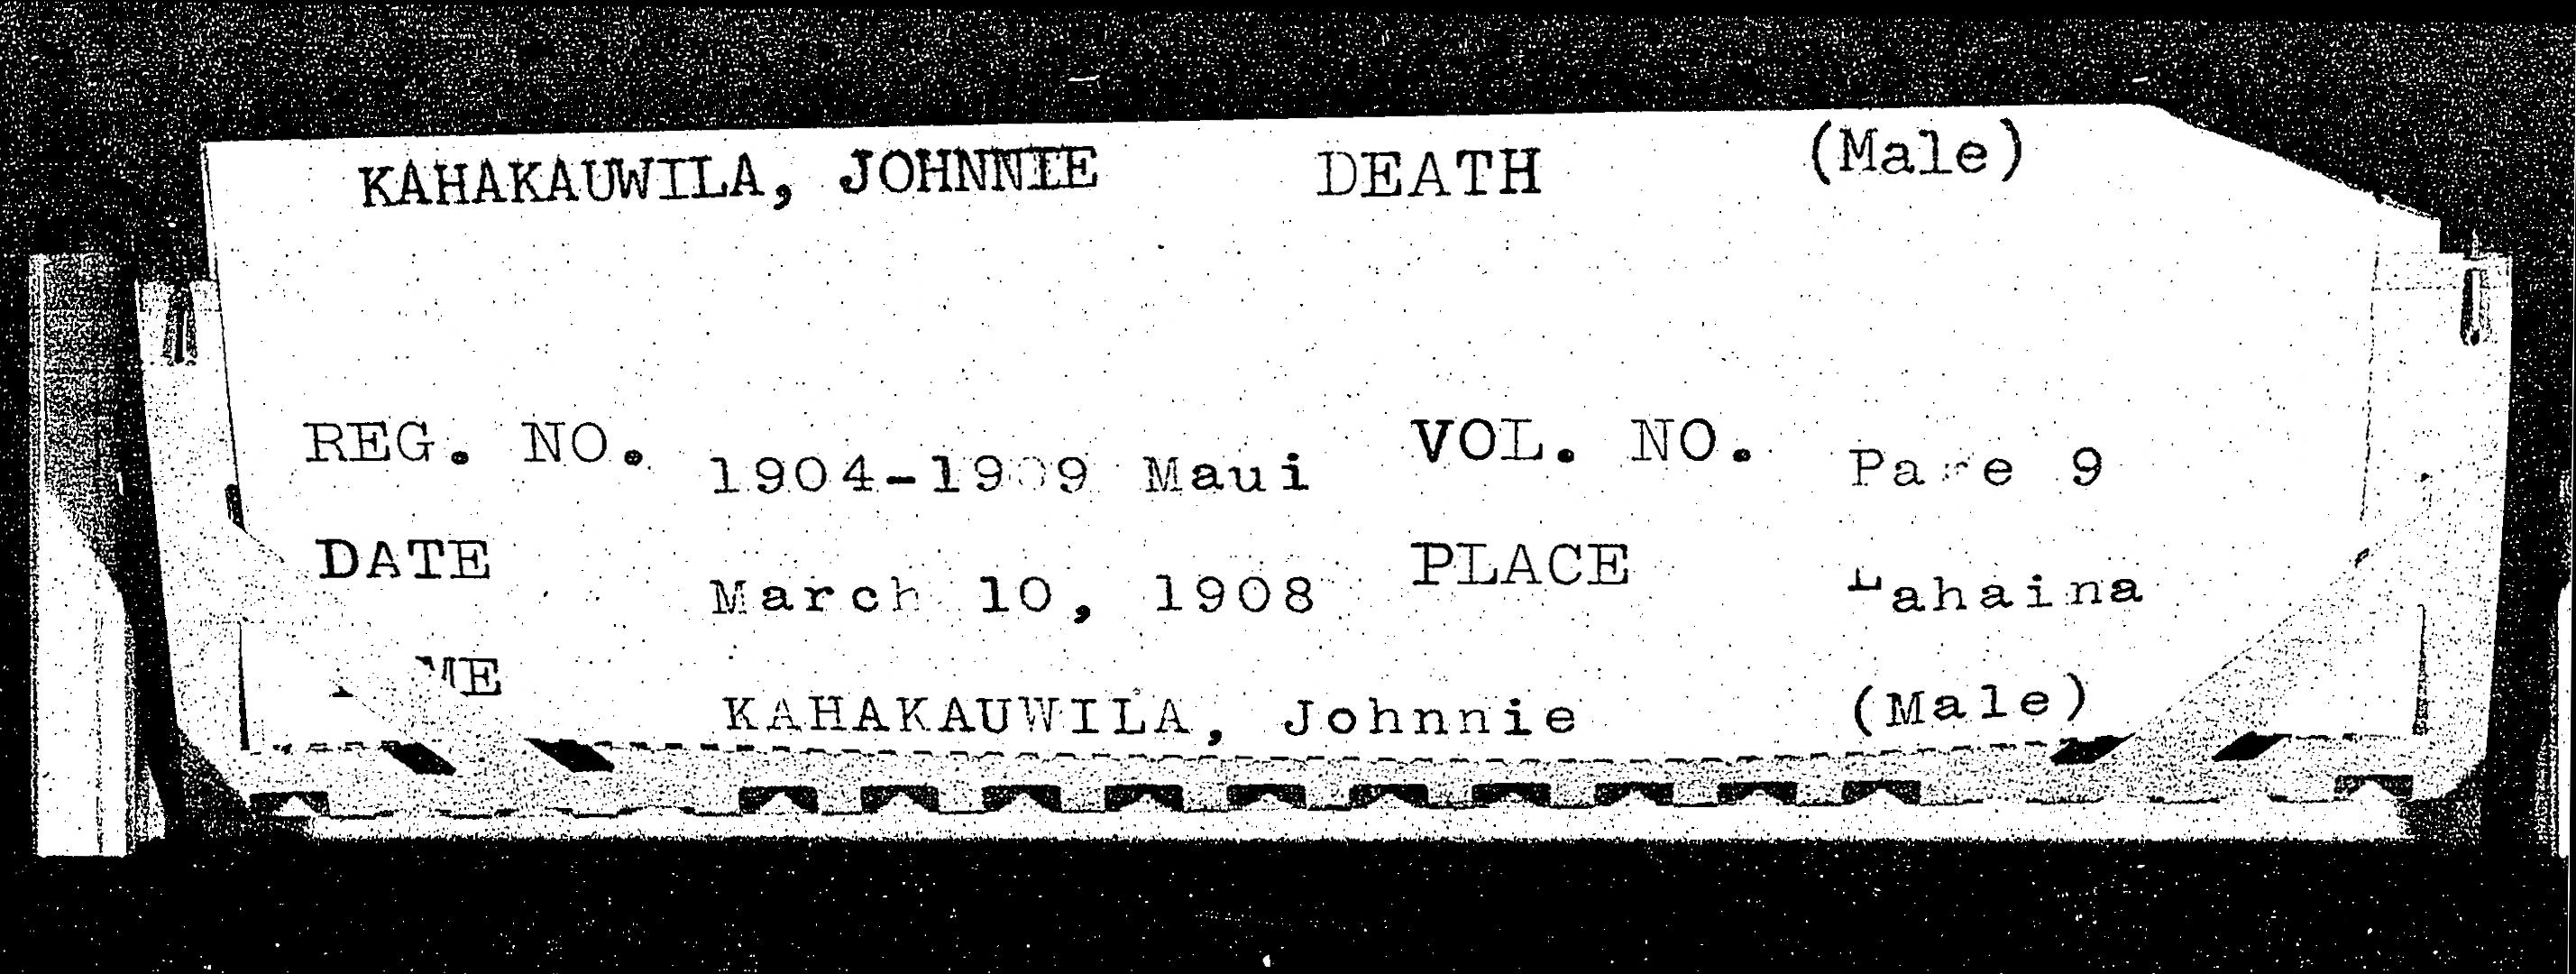 KAHAKAUWILA, JOHNNIE DEATH (Male)
REG. NO. 1904-1909 Maui VOL. NO. Page 9
DATE March 10, 1908 PLACE Lahaina
KAHAKAUWILA, Johnnie (Male)